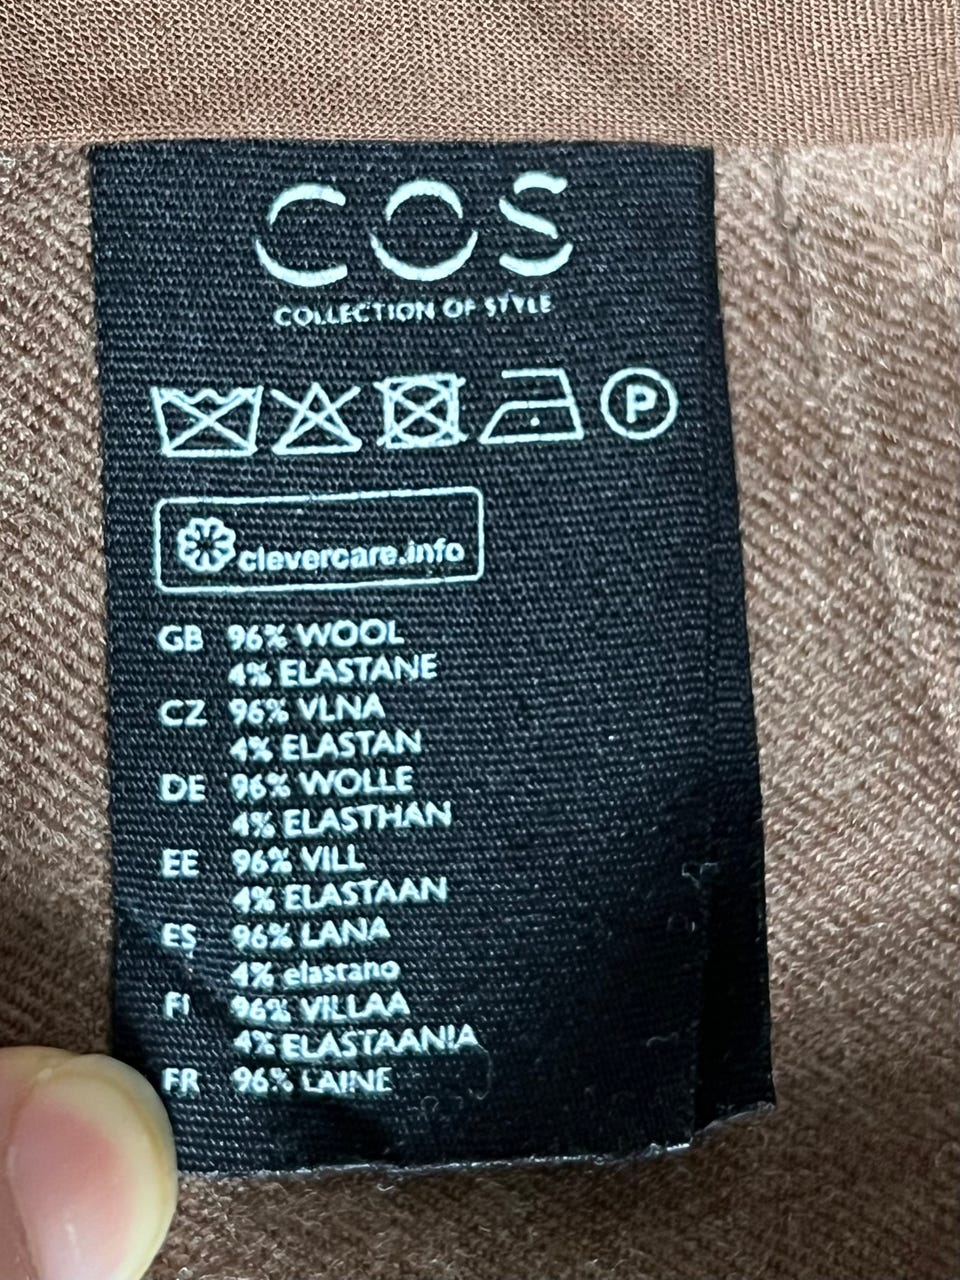 COS
COLLECTION OF STYLE
P
clevercare.info
GB 96% WOOL
4% ELASTANE
CZ 96% VLNA
4% ELASTAN
DE 96% WOLLE
4% ELASTHAN
EE 96% VILL
4% ELASTAAN
ES 96% LANA
4% elastano
FI 96% VILLAA
4% ELASTAANIA
FR 96% LAINE